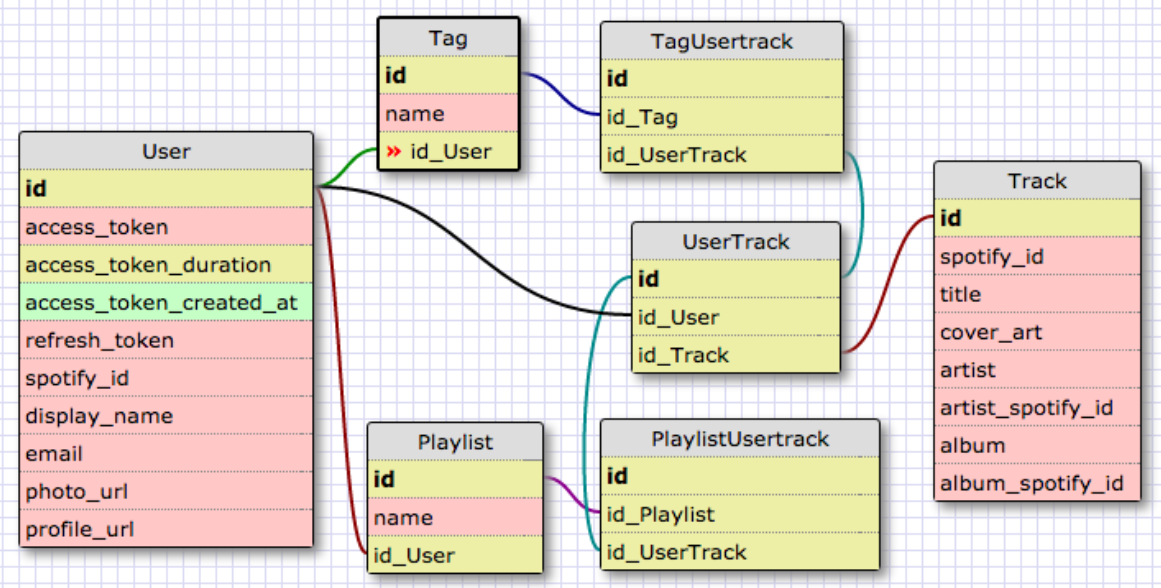 Tag
id
name
» id_User
TagUsertrack
id
id_Tag
id_UserTrack
User
id
access_token
access_token_duration
access_token_created_at
refresh_token
spotify_id
display_name
email
photo_url
profile_url
UserTrack
id
id_User
id_Track
Track
id
spotify_id
title
cover_art
artist
artist_spotify_id
album
album_spotify_id
Playlist
id
name
id_User
PlaylistUsertrack
id
id_Playlist
id_UserTrack